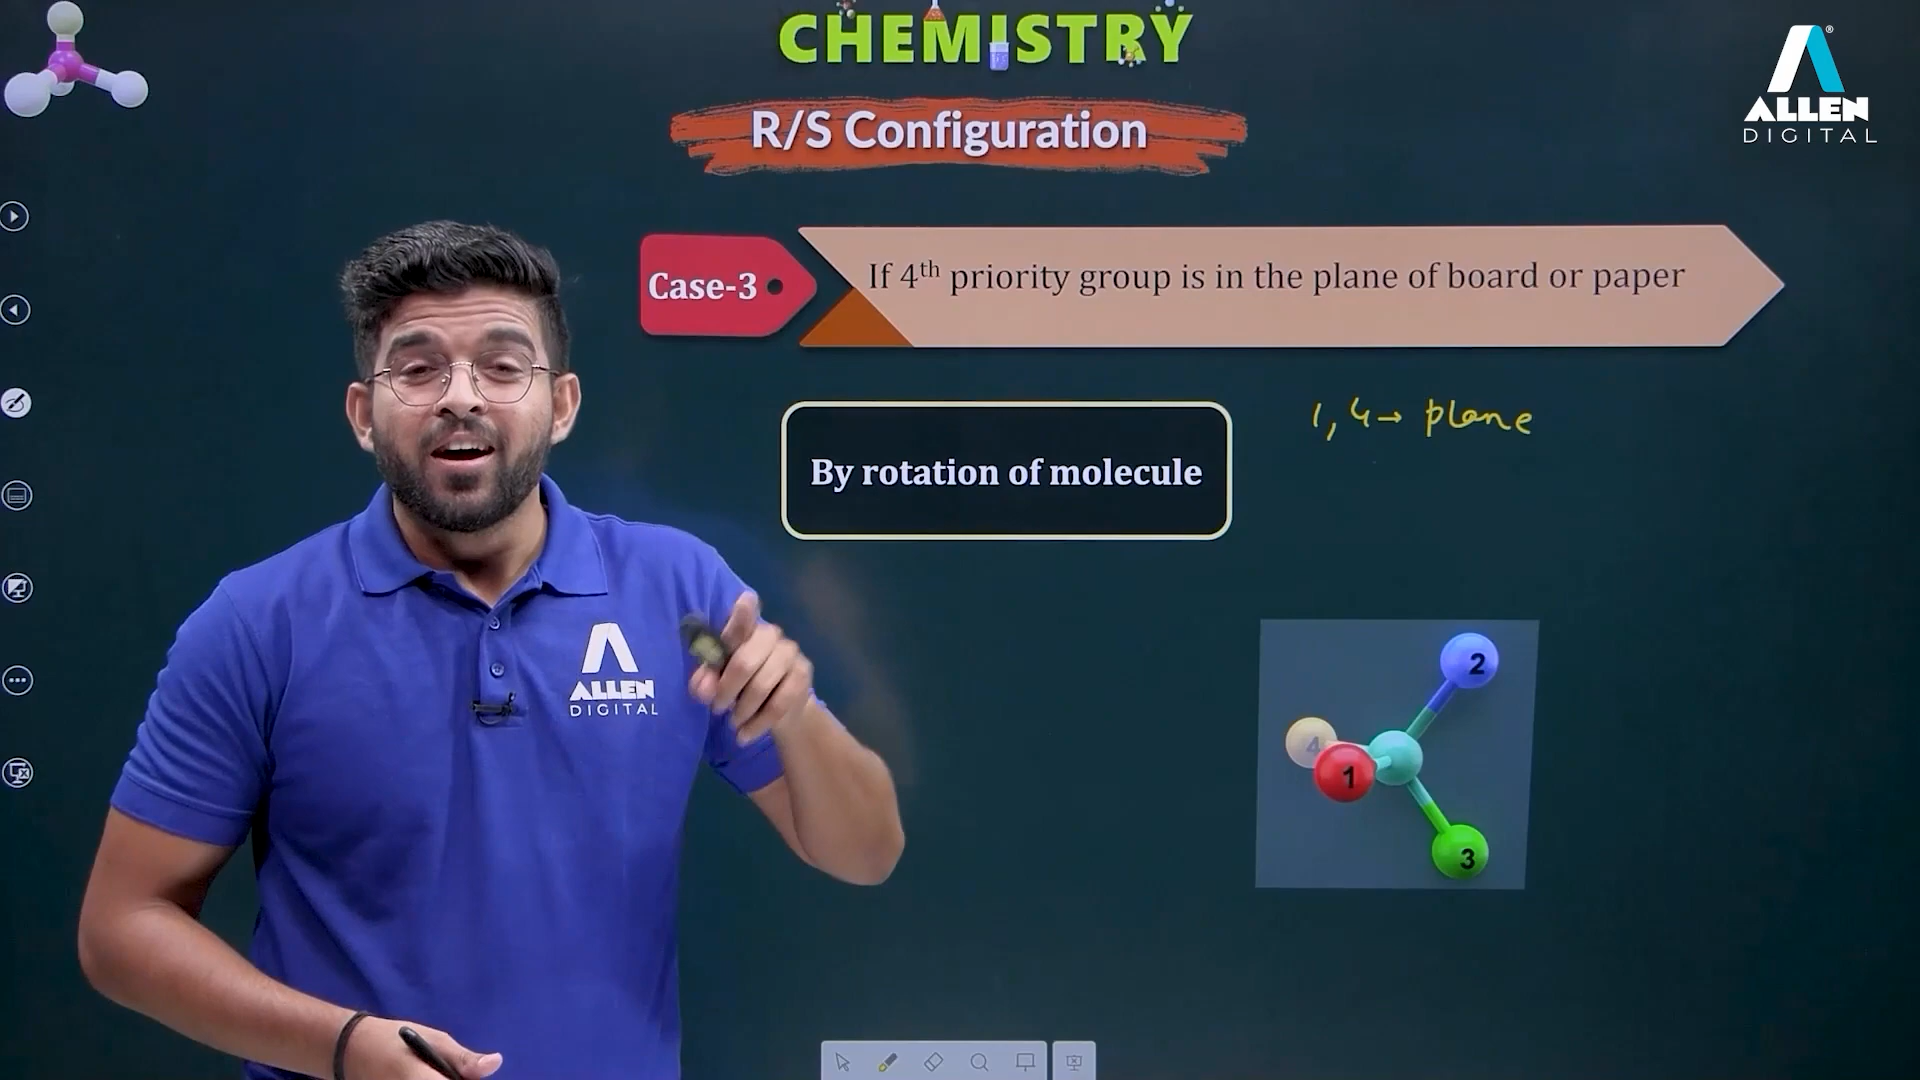 CHEMISTRY
R/S Configuration
ALLEN
DIGITAL
Case-3
If 4th priority group is in the plane of board or paper
1, 4 → plane
By rotation of molecule
ALLEN
DIGITAL
2
4
1
3